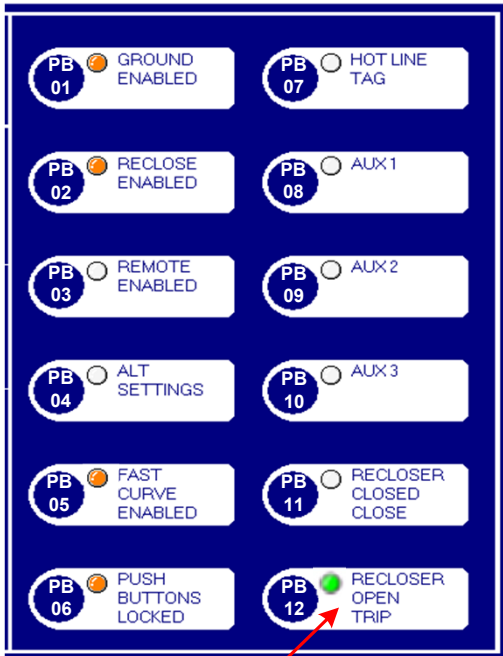 PB
01
GROUND
ENABLED
PB
02
RECLOSE
ENABLED
PB
03
REMOTE
ENABLED
PB
04
ALT
SETTINGS
PB
05
FAST
CURVE
ENABLED
PB
06
PUSH
BUTTONS
LOCKED
PB
07
HOT LINE
TAG
PB
08
AUX 1
PB
09
AUX 2
PB
10
AUX 3
PB
11
RECLOSER
CLOSED
CLOSE
PB
12
RECLOSER
OPEN
TRIP